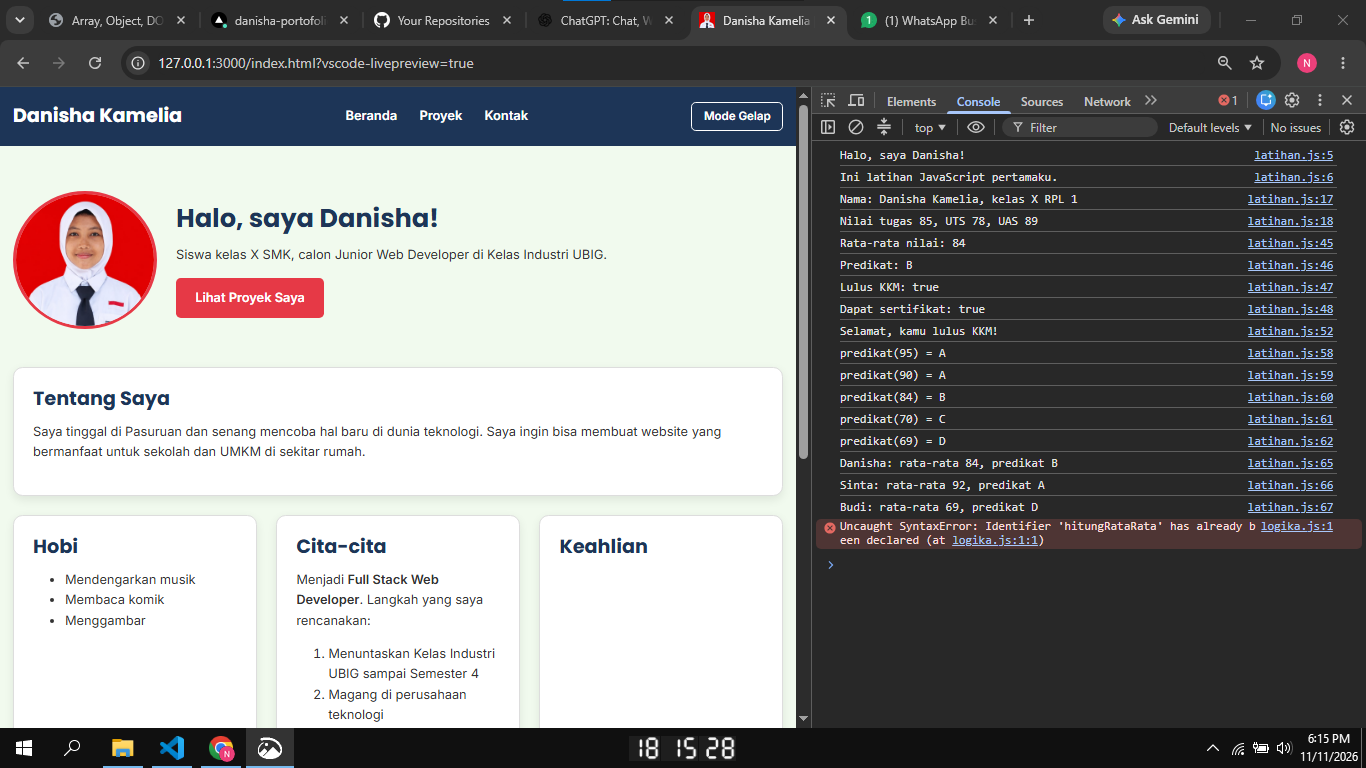 Array, Object, DO
danisha-portofoli
Your Repositories
ChatGPT: Chat, W
Danisha Kamelia
(1) WhatsApp Bus
Ask Gemini
127.0.0.1:3000/index.html?vscode-livepreview=true
N
Danisha Kamelia
Beranda
Proyek
Kontak
Mode Gelap
Halo, saya Danisha!
Siswa kelas X SMK, calon Junior Web Developer di Kelas Industri UBIG.
Lihat Proyek Saya
Tentang Saya
Saya tinggal di Pasuruan dan senang mencoba hal baru di dunia teknologi. Saya ingin bisa membuat website yang
bermanfaat untuk sekolah dan UMKM di sekitar rumah.
Hobi
• Mendengarkan musik
• Membaca komik
• Menggambar
Cita-cita
Menjadi Full Stack Web
Developer. Langkah yang saya
rencanakan:
1. Menuntaskan Kelas Industri
UBIG sampai Semester 4
2. Magang di perusahaan
teknologi
Keahlian
Elements
Console
Sources
Network
1
top
Filter
Default levels
No issues
Halo, saya Danisha! latihan.js:5
Ini latihan JavaScript pertamaku. latihan.js:6
Nama: Danisha Kamelia, kelas X RPL 1 latihan.js:17
Nilai tugas 85, UTS 78, UAS 89 latihan.js:18
Rata-rata nilai: 84 latihan.js:45
Predikat: B latihan.js:46
Lulus KKM: true latihan.js:47
Dapat sertifikat: true latihan.js:48
Selamat, kamu lulus KKM! latihan.js:52
predikat(95) = A latihan.js:58
predikat(90) = A latihan.js:59
predikat(84) = B latihan.js:60
predikat(70) = C latihan.js:61
predikat(69) = D latihan.js:62
Danisha: rata-rata 84, predikat B latihan.js:65
Sinta: rata-rata 92, predikat A latihan.js:66
Budi: rata-rata 69, predikat D latihan.js:67
Uncaught SyntaxError: Identifier 'hitungRataRata' has already b logika.js:1
een declared (at logika.js:1:1)
18 15 28
6:15 PM
11/11/2026